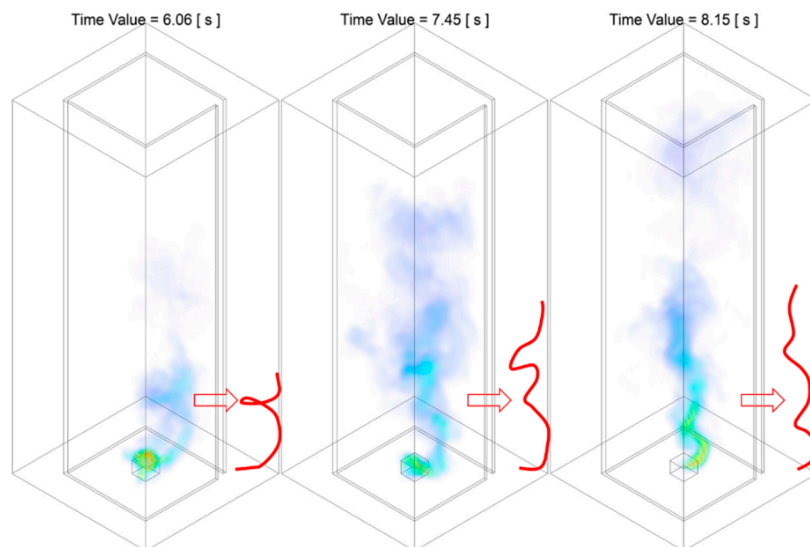 Time Value = 6.06 [ s ]
Time Value = 7.45 [ s ]
Time Value = 8.15 [ s ]